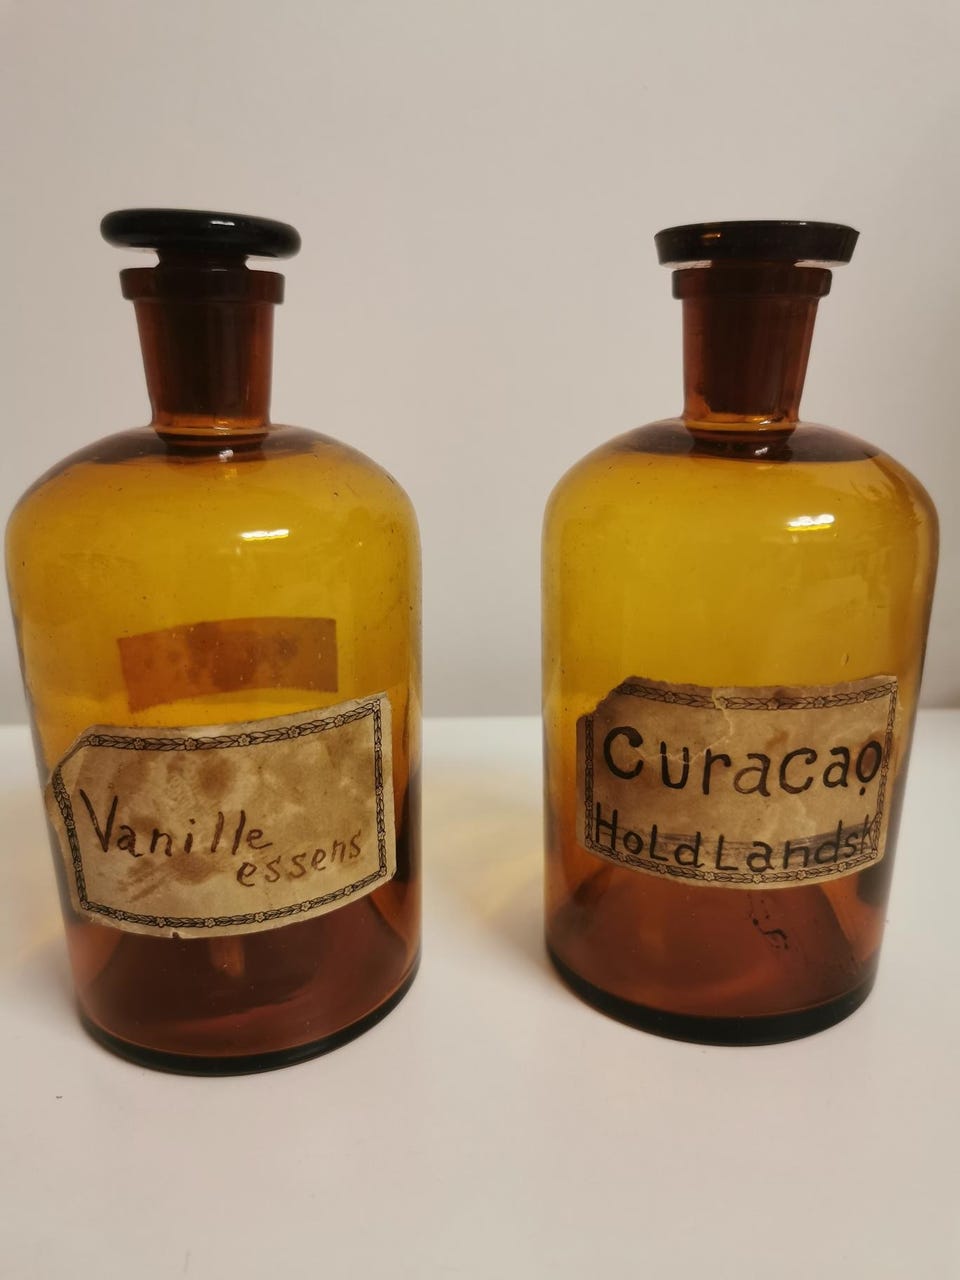 Vanille
essens
Curacao
HoLdLandsk